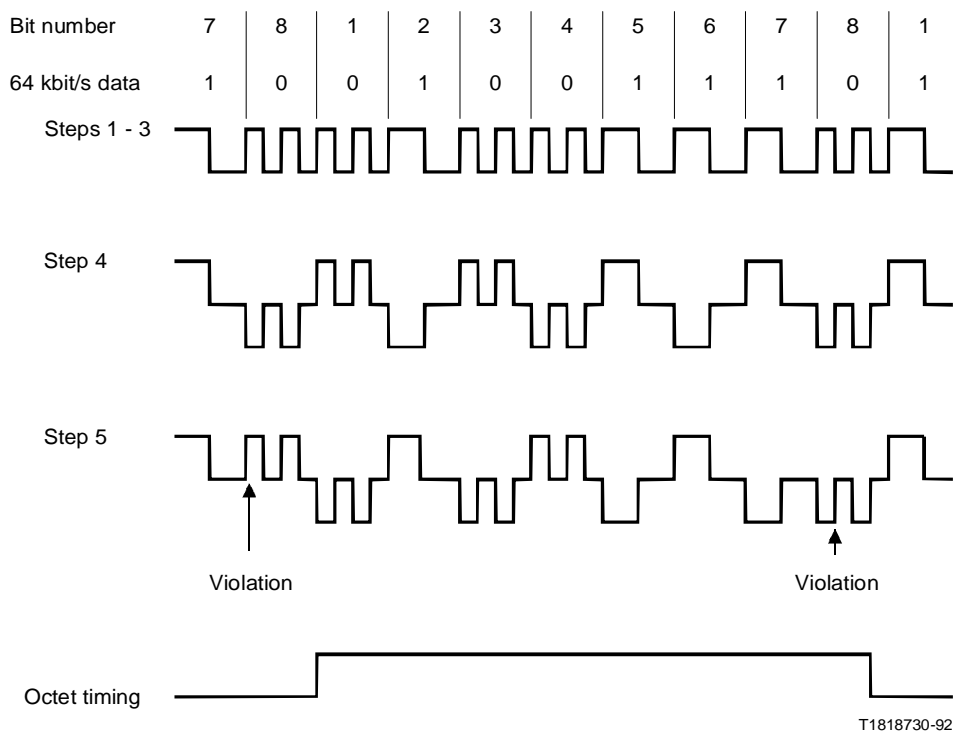 Bit number 7 8 1 2 3 4 5 6 7 8 1
64 kbit/s data 1 0 0 1 0 0 1 1 1 0 1
Steps 1 - 3
Step 4
Step 5
Violation Violation
Octet timing
T1818730-92